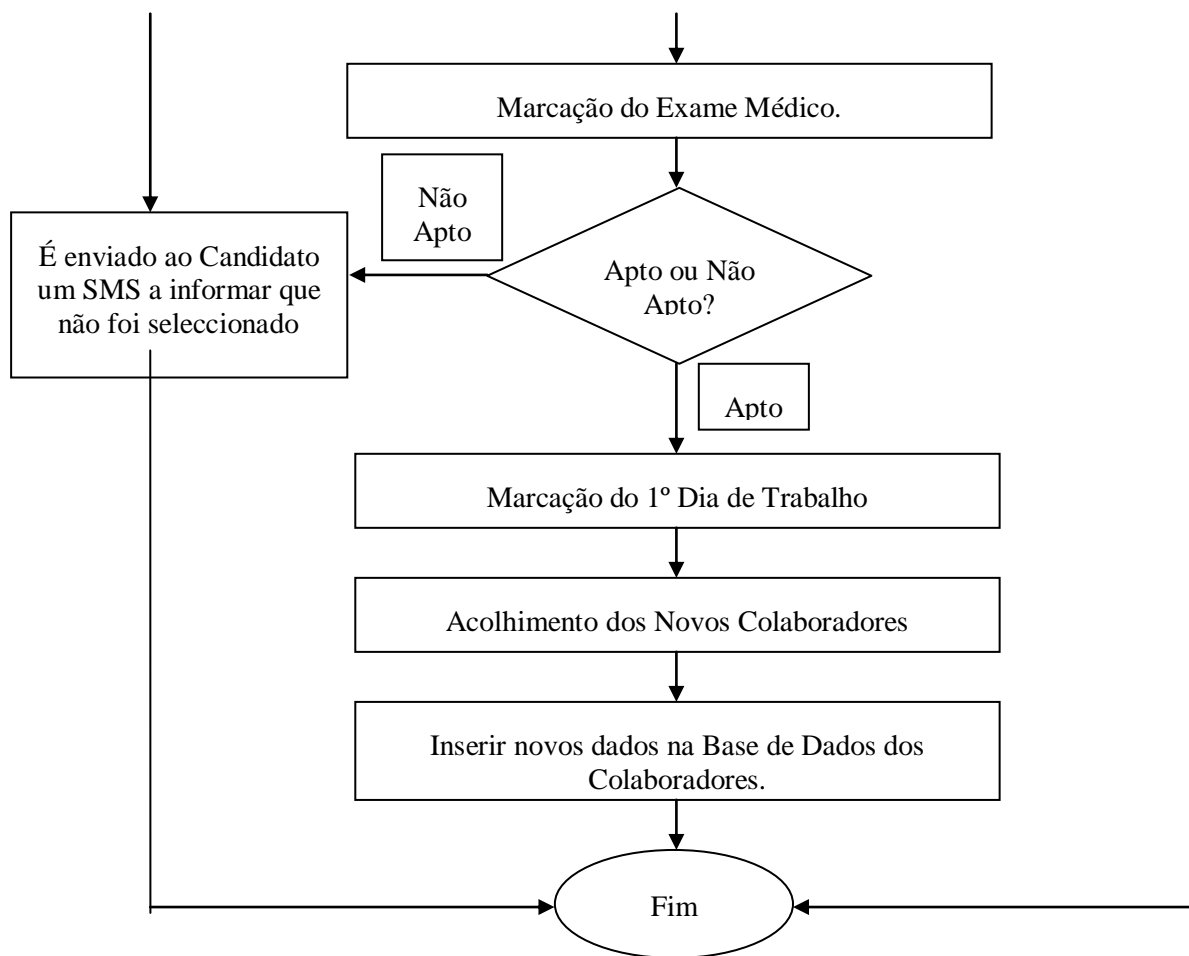 Marcação do Exame Médico.
Não
Apto
É enviado ao Candidato
um SMS a informar que
não foi seleccionado
Apto ou Não
Apto?
Apto
Marcação do 1º Dia de Trabalho
Acolhimento dos Novos Colaboradores
Inserir novos dados na Base de Dados dos
Colaboradores.
Fim